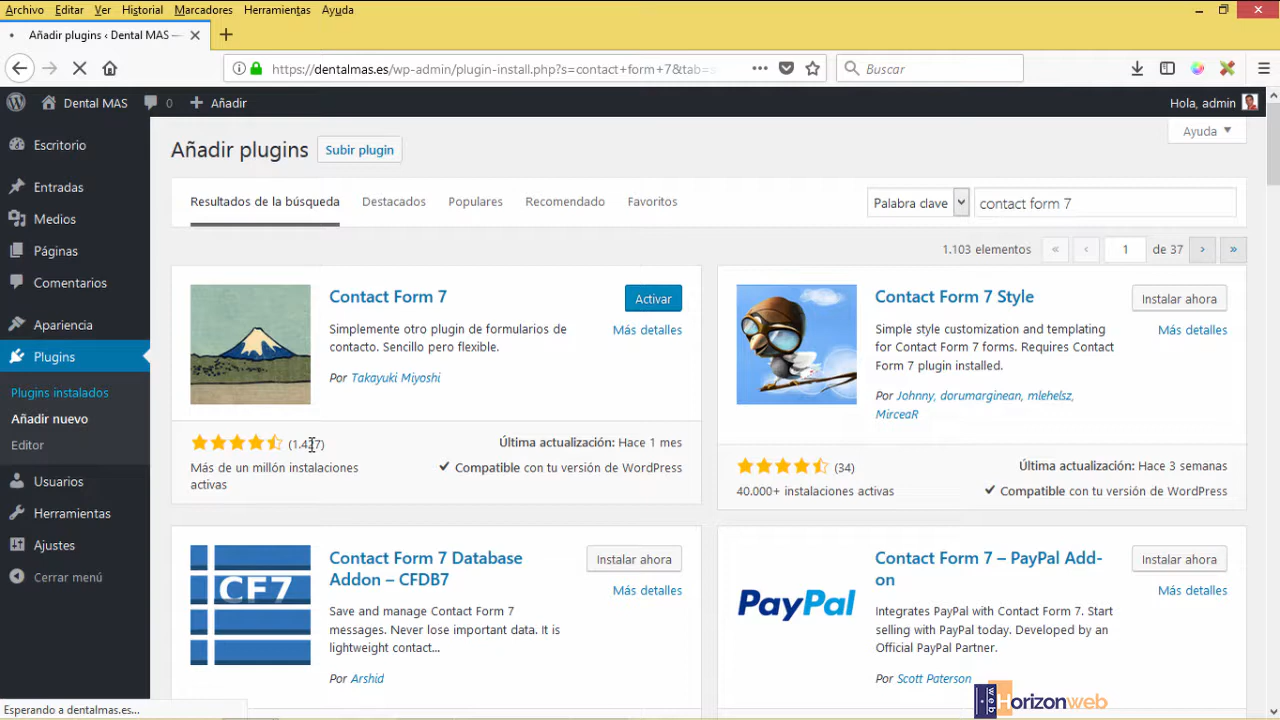 Archivo Editar Ver Historial Marcadores Herramientas Ayuda
Añadir plugins ‹ Dental MAS —
https://dentalmas.es/wp-admin/plugin-install.php?s=contact+form+7&tab=
Buscar
Dental MAS 0 Añadir
Hola, admin
Escritorio
Entradas
Medios
Páginas
Comentarios
Apariencia
Plugins
Plugins instalados
Añadir nuevo
Editor
Usuarios
Herramientas
Ajustes
Cerrar menú
Ayuda
Añadir plugins Subir plugin
Resultados de la búsqueda Destacados Populares Recomendado Favoritos
Palabra clave contact form 7
1.103 elementos « ‹ 1 de 37 › »
Contact Form 7
Activar
Más detalles
Simplemente otro plugin de formularios de
contacto. Sencillo pero flexible.
Por Takayuki Miyoshi
Última actualización: Hace 1 mes
Más de un millón instalaciones
activas
Compatible con tu versión de WordPress
Contact Form 7 Style
Instalar ahora
Más detalles
Simple style customization and templating
for Contact Form 7 forms. Requires Contact
Form 7 plugin installed.
Por Johnny, dorumarginean, mlehelsz,
MirceaR
(34)
Última actualización: Hace 3 semanas
40.000+ instalaciones activas
Compatible con tu versión de WordPress
CF7
Contact Form 7 Database
Addon – CFDB7
Instalar ahora
Más detalles
Save and manage Contact Form 7
messages. Never lose important data. It is
lightweight contact...
Por Arshid
PayPal
Contact Form 7 – PayPal Add-
on
Instalar ahora
Más detalles
Integrates PayPal with Contact Form 7. Start
selling with PayPal today. Developed by an
Official PayPal Partner.
Por Scott Paterson
Esperando a dentalmas.es...
web Horizonweb